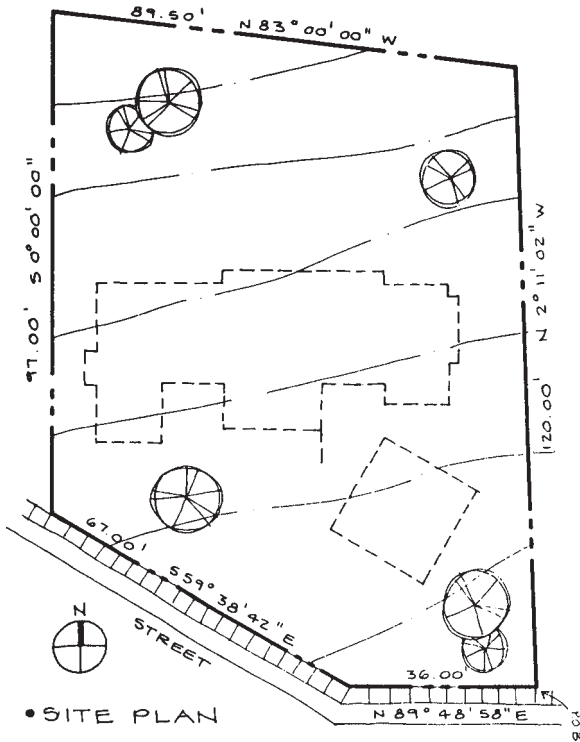 89.50' N 83° 00' 00" W
97.00' S 0° 00' 00"
N 2° 11' 02" W
120.00'
67.00' S 59° 38' 42" E
STREET
N
36.00'
N 89° 48' 58" E
• SITE PLAN